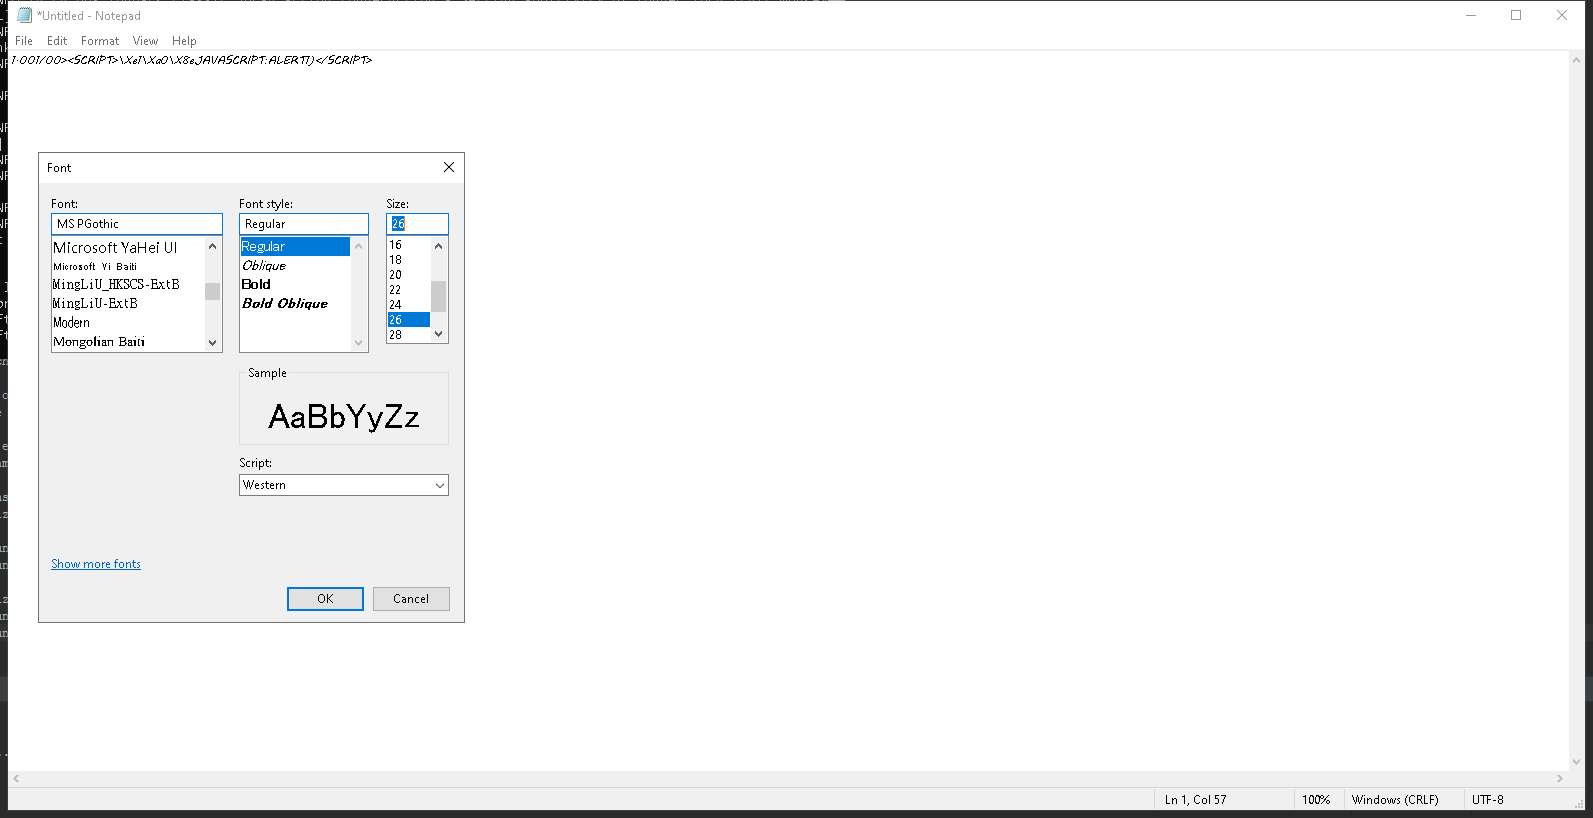 *Untitled - Notepad
File Edit Format View Help
1.001/00><SCRIPT>\Xe1\Xa0\X8eJAVASCRIPT:ALERT1)</SCRIPT>
Font
Font: Font style: Size:
MS PGothic Regular 26
Microsoft YaHei UI
Microsoft Yi Baiti
MingLiU_HKSCS-ExtB
MingLiU-ExtB
Modern
Mongolian Baiti
Regular
Oblique
Bold
Bold Oblique
16
18
20
22
24
26
28
Sample
AaBbYyZz
Script:
Western
Show more fonts
OK Cancel
Ln 1, Col 57 100% Windows (CRLF) UTF-8